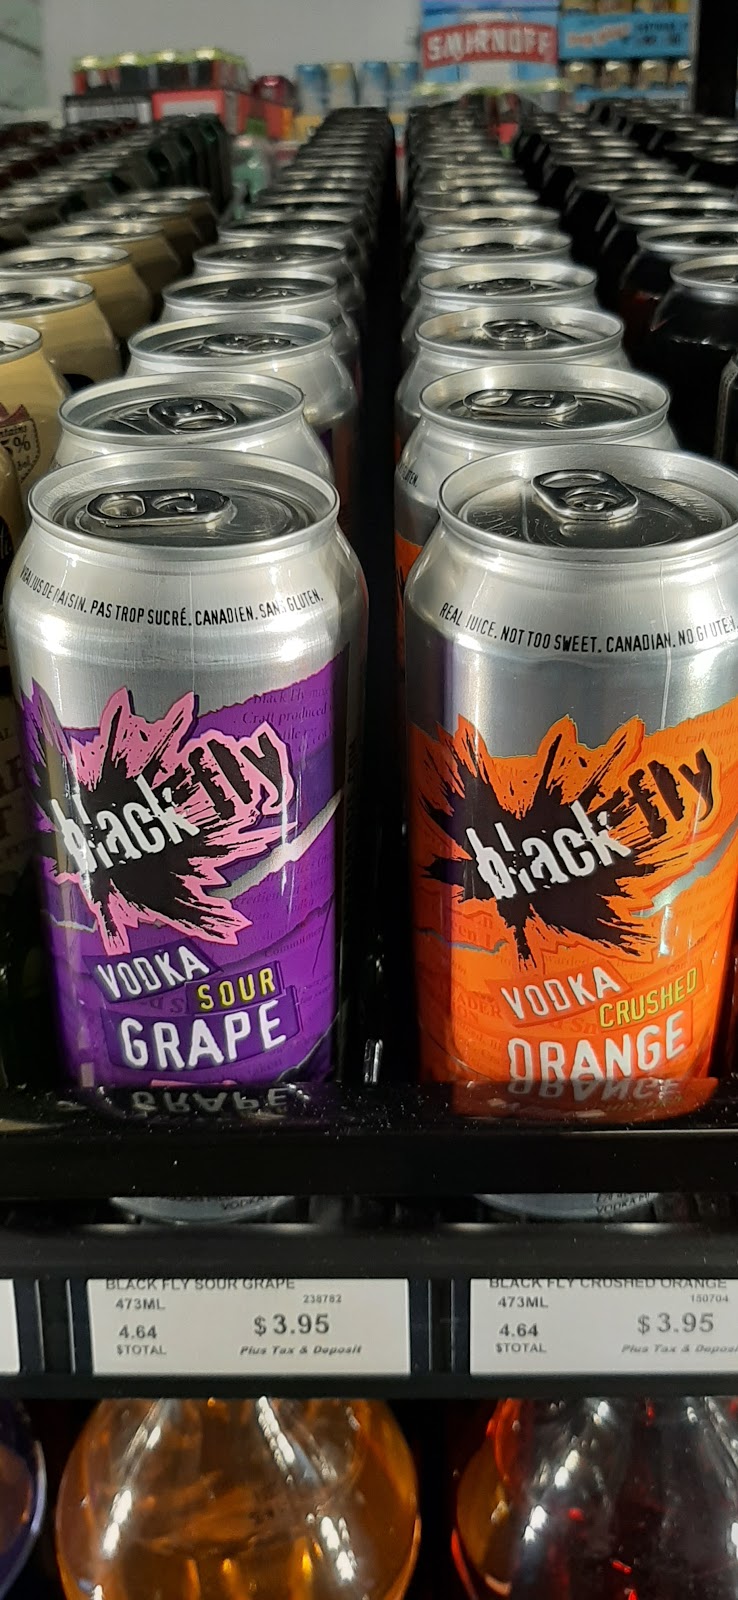 SMIRNOFF
VRAI JUS DE RAISIN. PAS TROP SUCRÉ. CANADIEN. SANS GLUTEN.
black fly
VODKA
SOUR
GRAPE
REAL JUICE. NOT TOO SWEET. CANADIAN. NO GLUTEN.
black fly
VODKA
CRUSHED
ORANGE
BLACK FLY SOUR GRAPE
473ML
238782
4.64
$3.95
$TOTAL
Plus Tax & Deposit
BLACK FLY CRUSHED ORANGE
473ML
150704
4.64
$3.95
$TOTAL
Plus Tax & Deposi